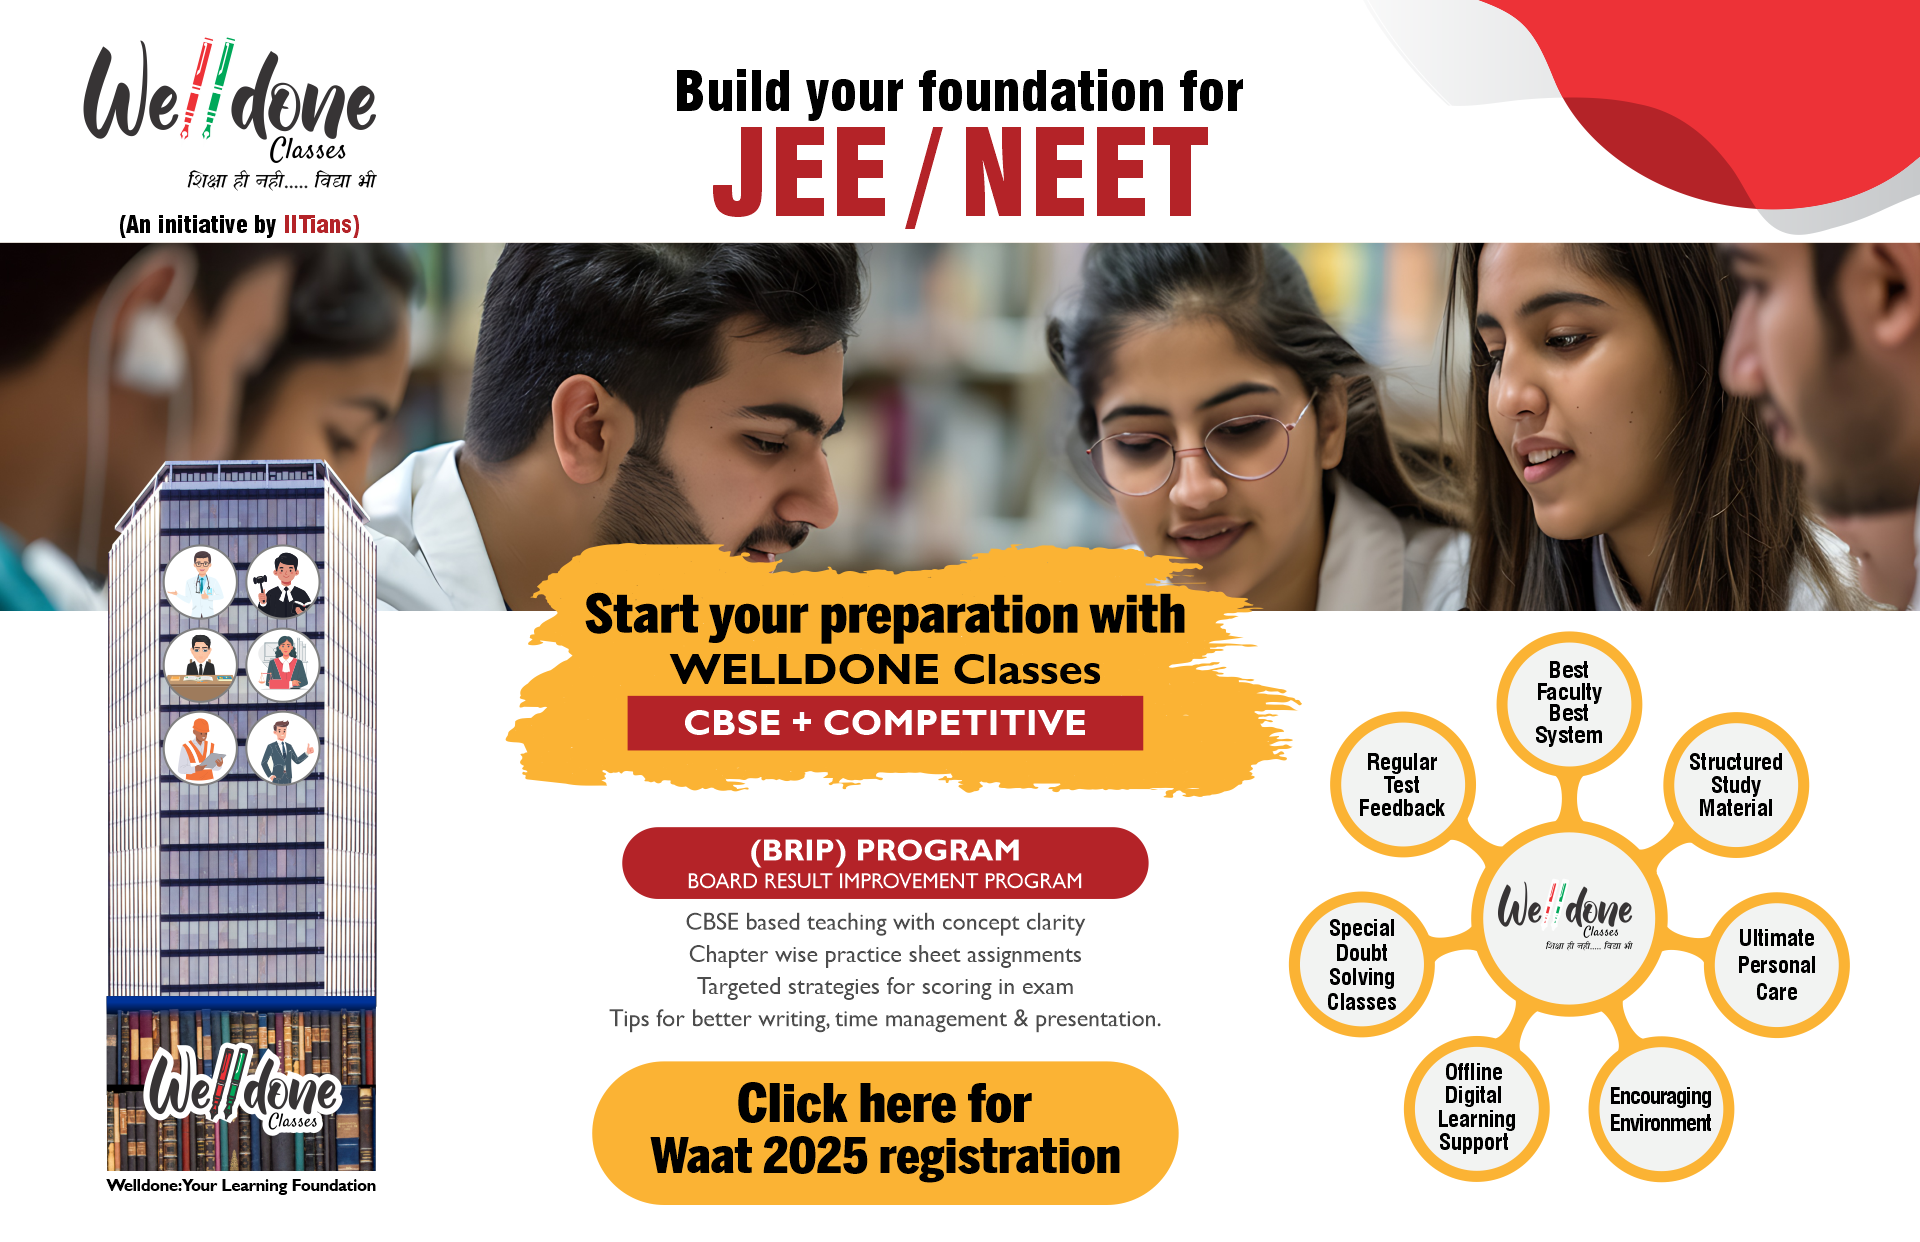 Welldone
Classes
शिक्षा ही नही..... विद्या भी
(An initiative by IITians)
Build your foundation for
JEE / NEET
Start your preparation with
WELLDONE Classes
CBSE + COMPETITIVE
(BRIP) PROGRAM
BOARD RESULT IMPROVEMENT PROGRAM
CBSE based teaching with concept clarity
Chapter wise practice sheet assignments
Targeted strategies for scoring in exam
Tips for better writing, time management & presentation.
Click here for
Waat 2025 registration
Welldone
Classes
Welldone:Your Learning Foundation
Best
Faculty
Best
System
Regular
Test
Feedback
Structured
Study
Material
Special
Doubt
Solving
Classes
Welldone
Classes
शिक्षा ही नही..... विद्या भी
Ultimate
Personal
Care
Offline
Digital
Learning
Support
Encouraging
Environment